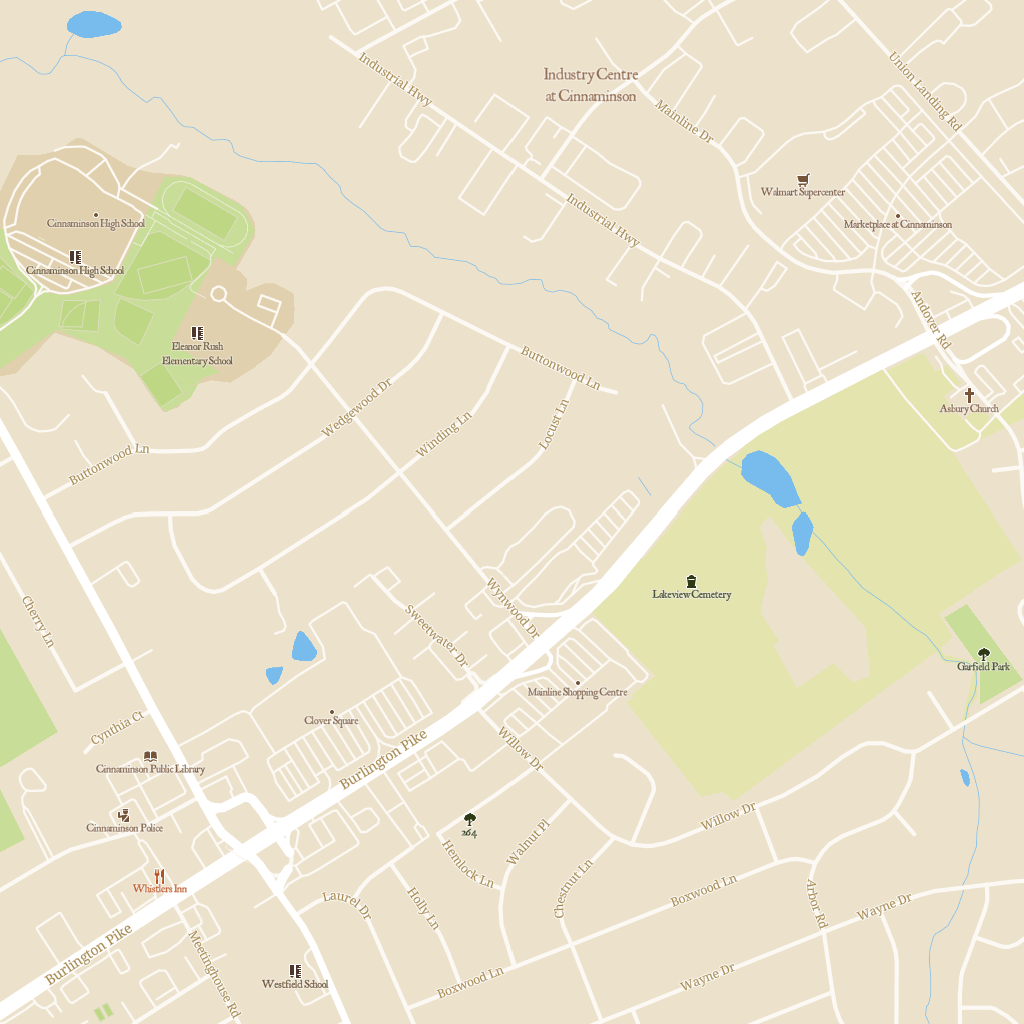 Industrial Hwy
Industry Centre
at Cinnaminson
Union Landing Rd
Mainline Dr
Walmart Supercenter
Cinnaminson High School
Industrial Hwy
Marketplace at Cinnaminson
Cinnaminson High School
Andover Rd
Eleanor Rush
Elementary School
Buttonwood Ln
Wedgewood Dr
Asbury Church
Winding Ln
Locust Ln
Buttonwood Ln
Lakeview Cemetery
Cherry Ln
Wynwood Dr
Sweetwater Dr
Garfield Park
Mainline Shopping Centre
Clover Square
Cynthia Ct
Willow Dr
Burlington Pike
Cinnaminson Public Library
Willow Dr
Cinnaminson Police
264
Walnut Pl
Hemlock Ln
Whistlers Inn
Chestnut Ln
Boxwood Ln
Laurel Dr
Holly Ln
Arbor Rd
Wayne Dr
Burlington Pike
Meetinghouse Rd
Westfield School
Boxwood Ln
Wayne Dr